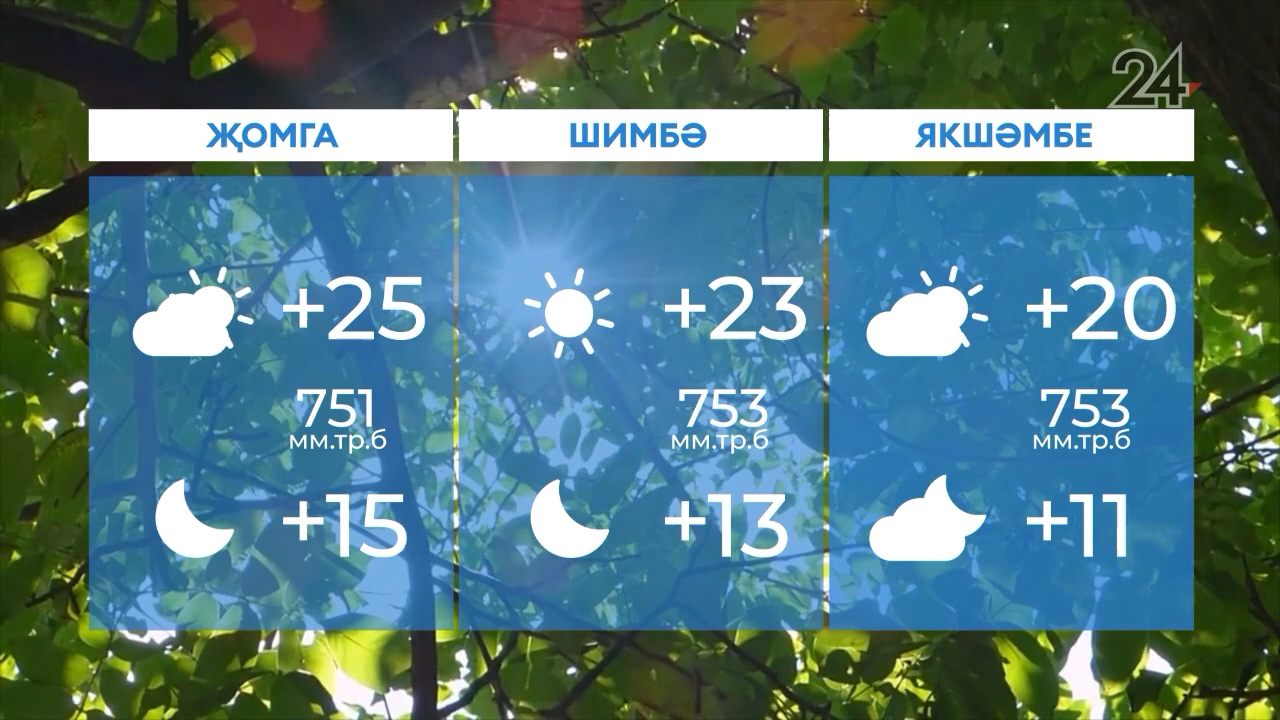 24
ҖОМГА
ШИМБӘ
ЯКШӘМБЕ
+25
+23
+20
751
753
753
мм.тр.б
мм.тр.б
мм.тр.б
+15
+13
+11